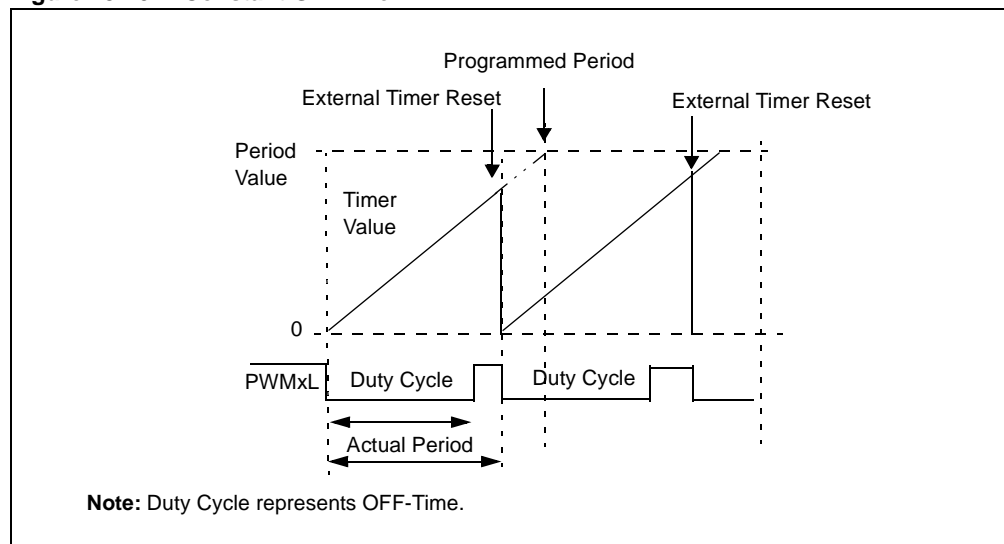 Programmed Period
External Timer Reset
External Timer Reset
Period
Value
Timer
Value
0
PWMxL
Duty Cycle
Duty Cycle
Actual Period
Note: Duty Cycle represents OFF-Time.